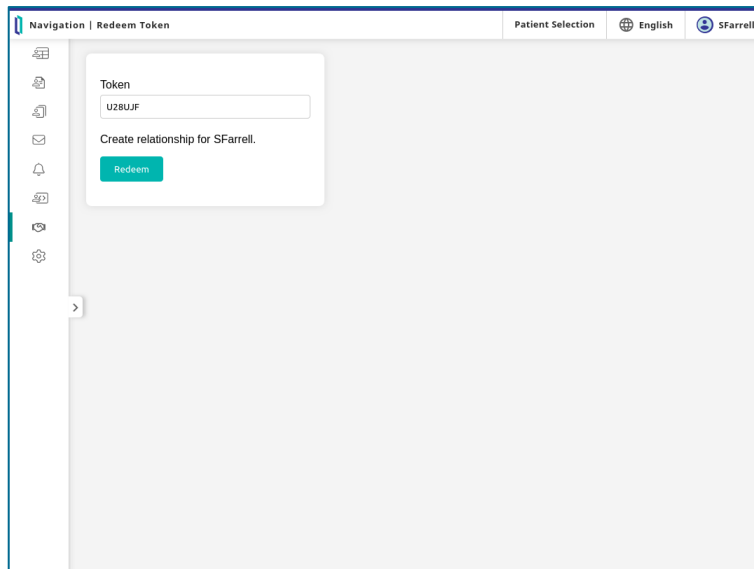 Navigation | Redeem Token
Patient Selection
English
SFarrell
Token
U28UJF
Create relationship for SFarrell.
Redeem